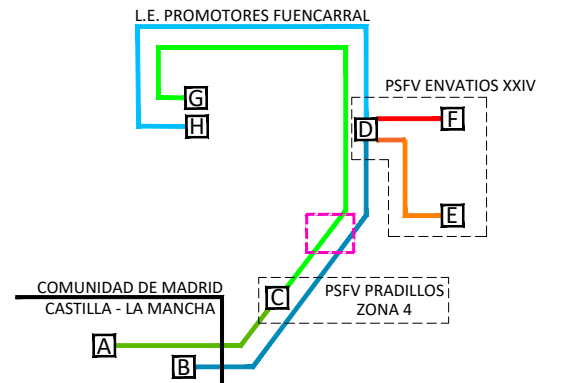 L.E. PROMOTORES FUENCARRAL
PSFV ENVATIOS XXIV
G
F
H
D
E
COMUNIDAD DE MADRID
CASTILLA - LA MANCHA
C
PSFV PRADILLOS
ZONA 4
A
B